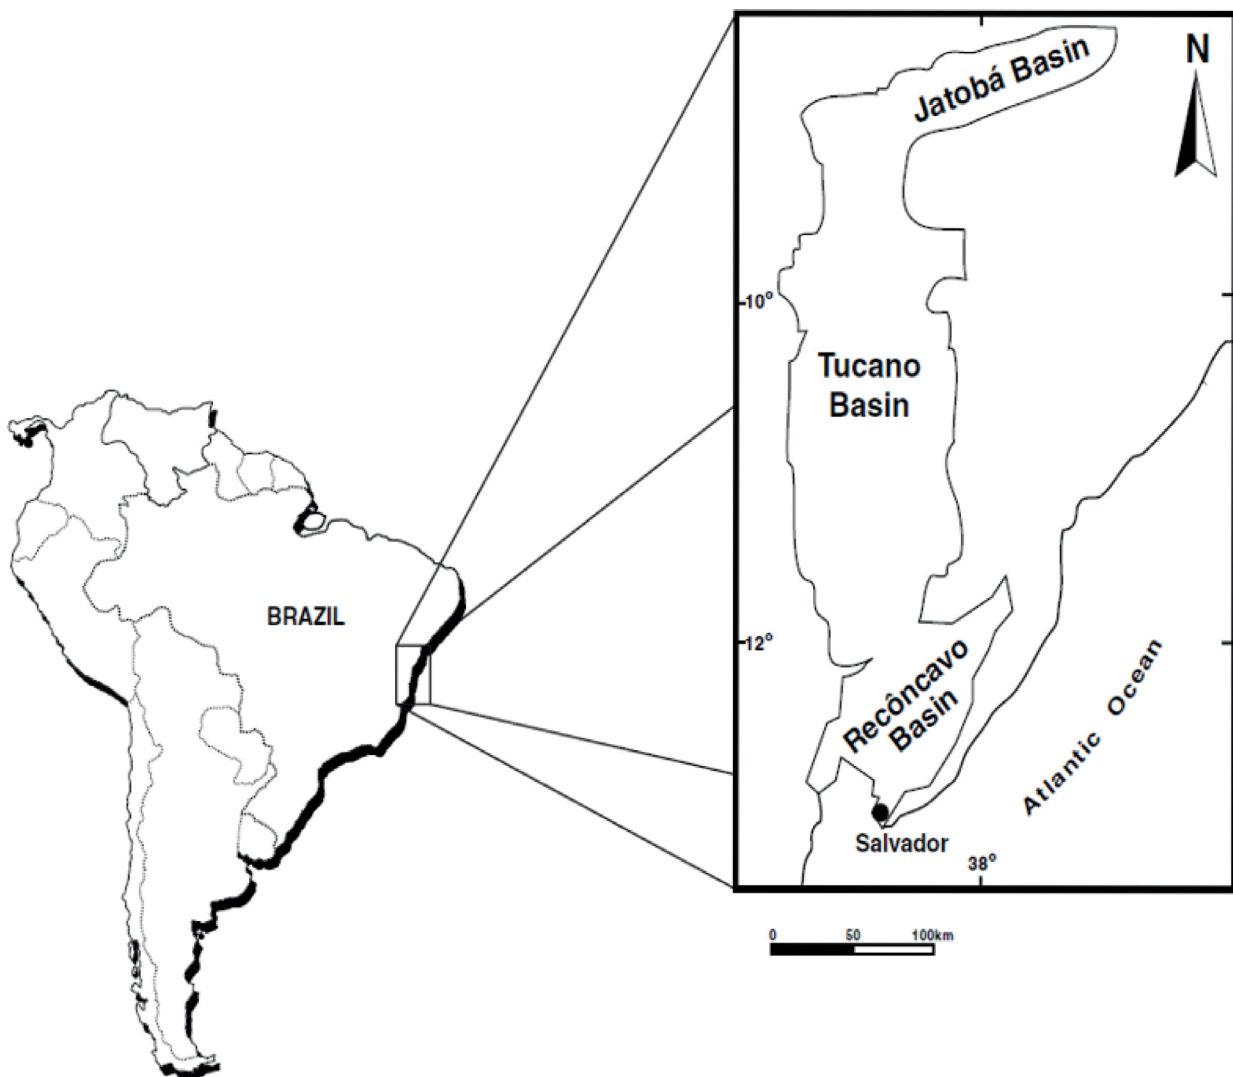 Jatobá Basin
N
10°
Tucano
Basin
BRAZIL
12°
Recôncavo
Basin
Atlantic Ocean
Salvador
38°
0 50 100km